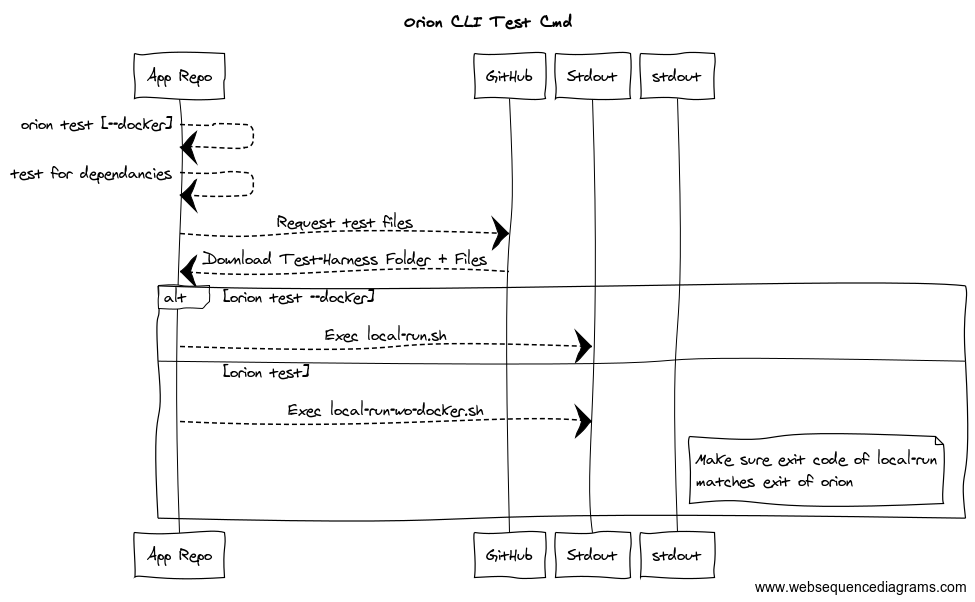 Orion CLI Test Cmd
App Repo
GitHub
Stdout
stdout
orion test [--docker]
test for dependancies
Request test files
Download Test-Harness Folder + Files
alt
[orion test --docker]
Exec local-run.sh
[orion test]
Exec local-run-wo-docker.sh
Make sure exit code of local-run
matches exit of orion
App Repo
GitHub
Stdout
stdout
www.websequencediagrams.com